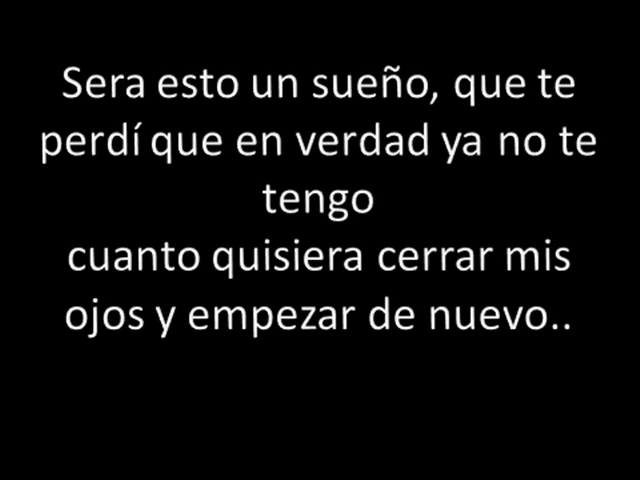 Sera esto un sueño, que te
perdí que en verdad ya no te
tengo
cuanto quisiera cerrar mis
ojos y empezar de nuevo..